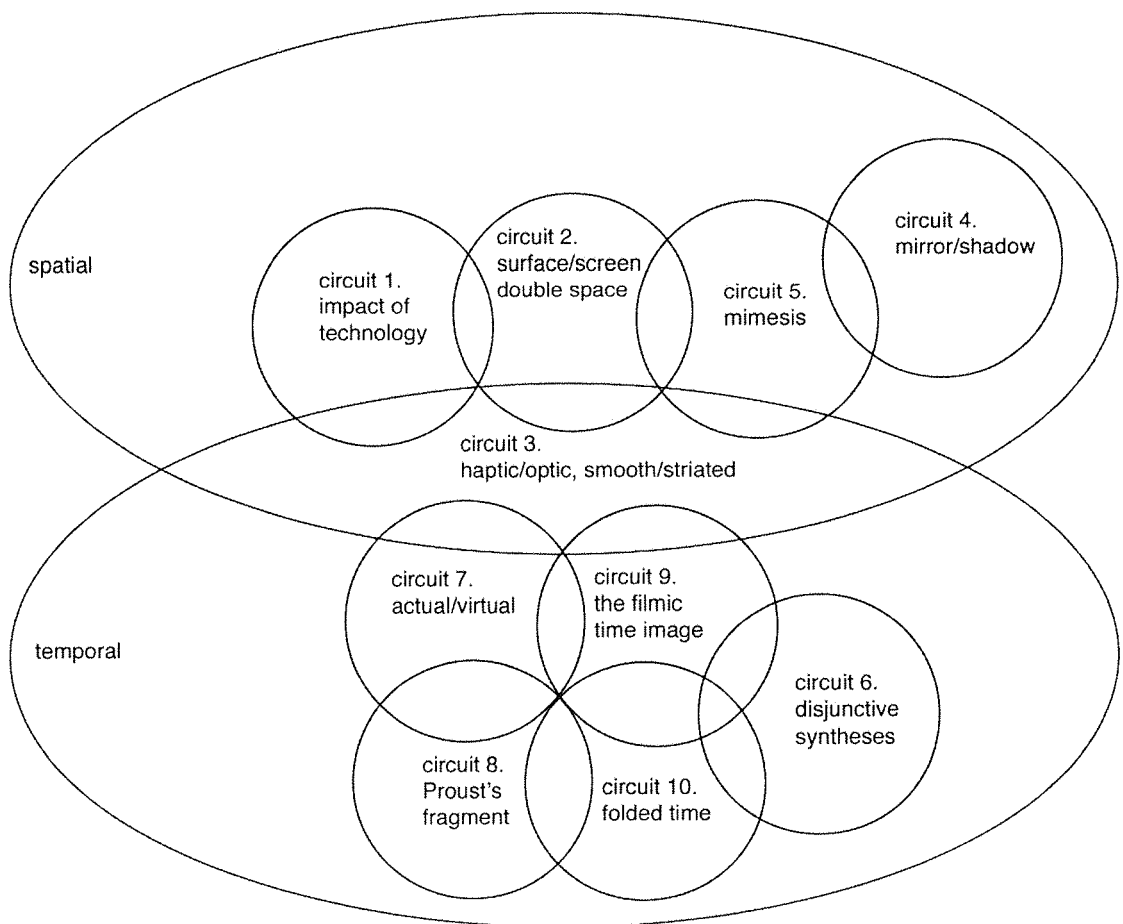 spatial
circuit 1.
impact of
technology
circuit 2.
surface/screen
double space
circuit 5.
mimesis
circuit 4.
mirror/shadow
circuit 3.
haptic/optic, smooth/striated
temporal
circuit 7.
actual/virtual
circuit 9.
the filmic
time image
circuit 6.
disjunctive
syntheses
circuit 8.
Proust's
fragment
circuit 10.
folded time